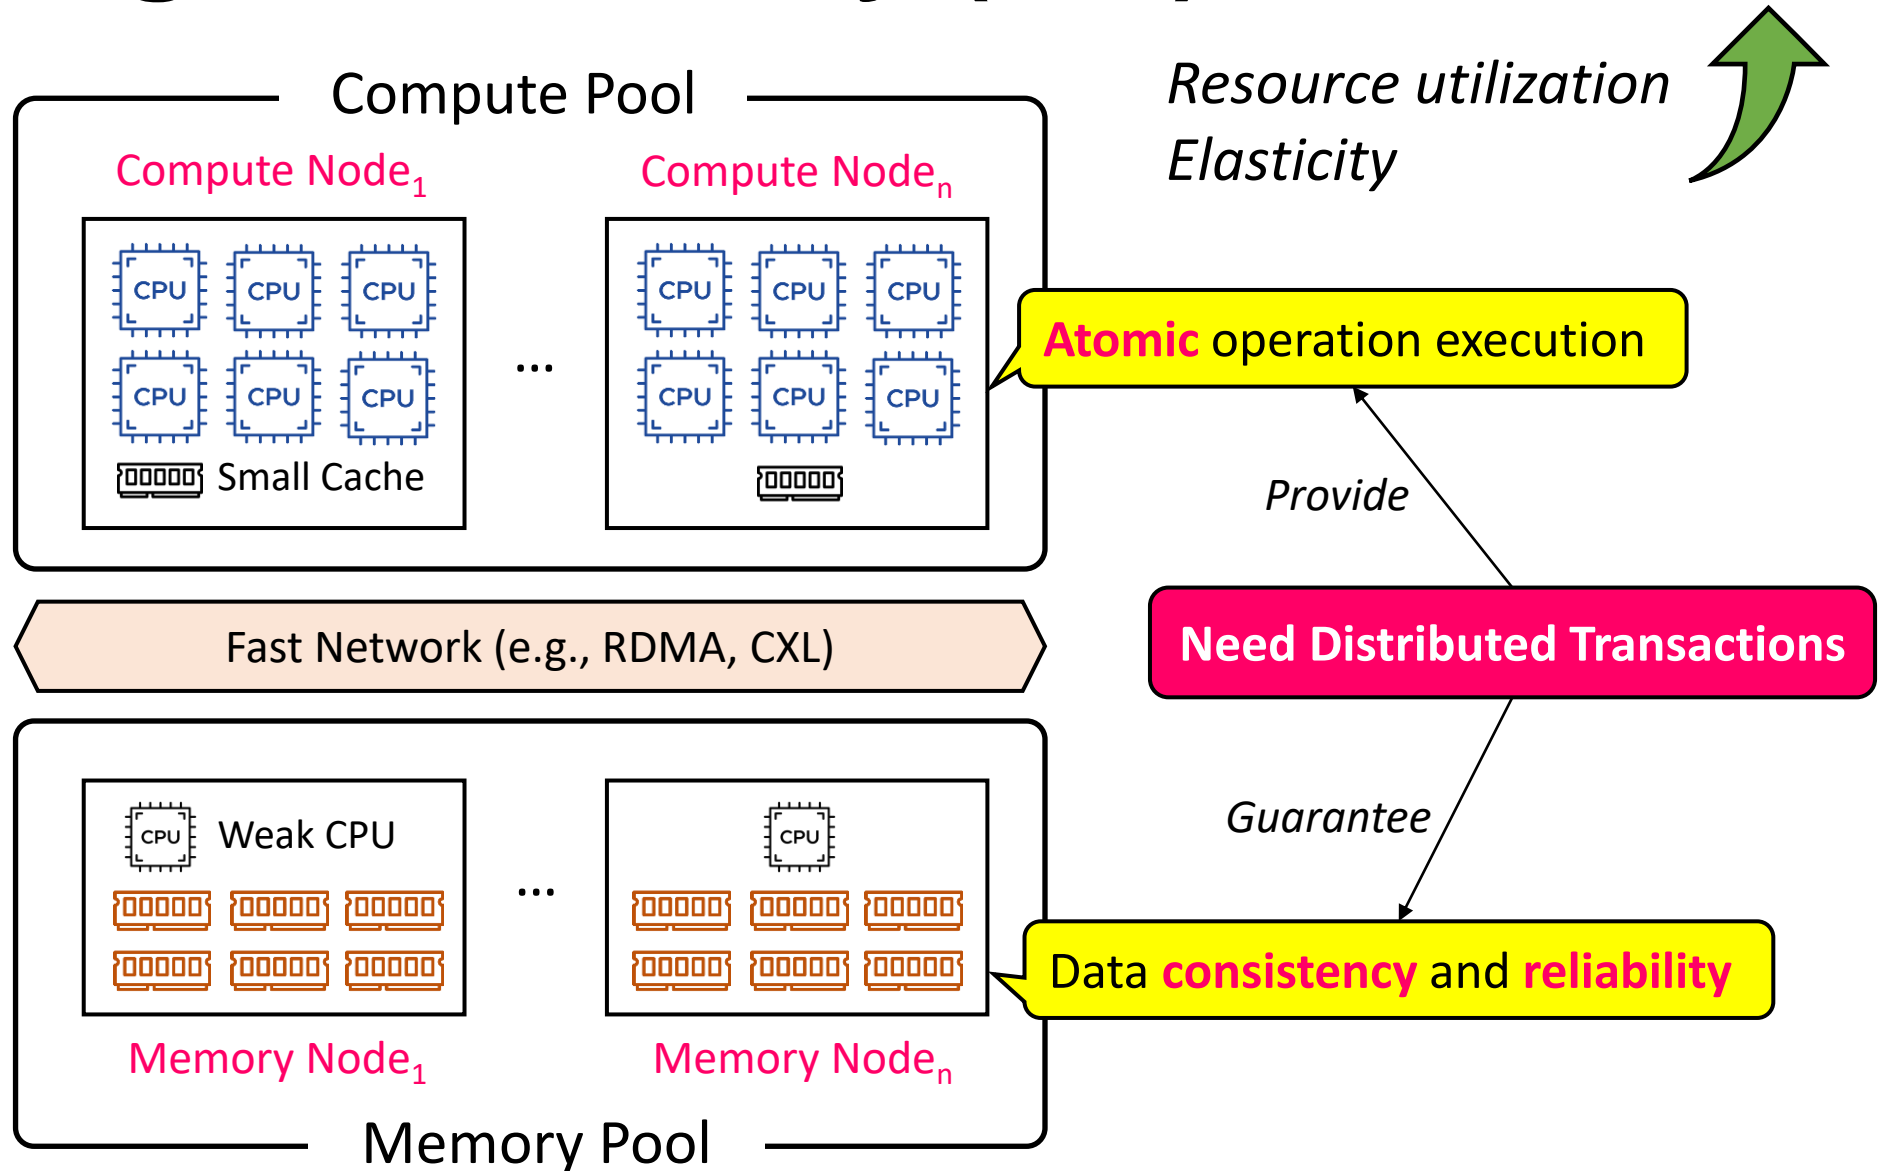 Compute Pool
Resource utilization
Elasticity
Compute Node1
Compute Noden
CPU CPU CPU
CPU CPU CPU
CPU CPU CPU
CPU CPU CPU
...
Small Cache
Atomic operation execution
Provide
Fast Network (e.g., RDMA, CXL)
Need Distributed Transactions
Guarantee
CPU Weak CPU
CPU
...
Data consistency and reliability
Memory Node1
Memory Noden
Memory Pool